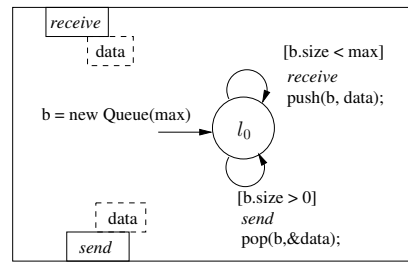 receive
data
[b.size < max]
receive
push(b, data);
b = new Queue(max)
l0
[b.size > 0]
send
pop(b,&data);
data
send